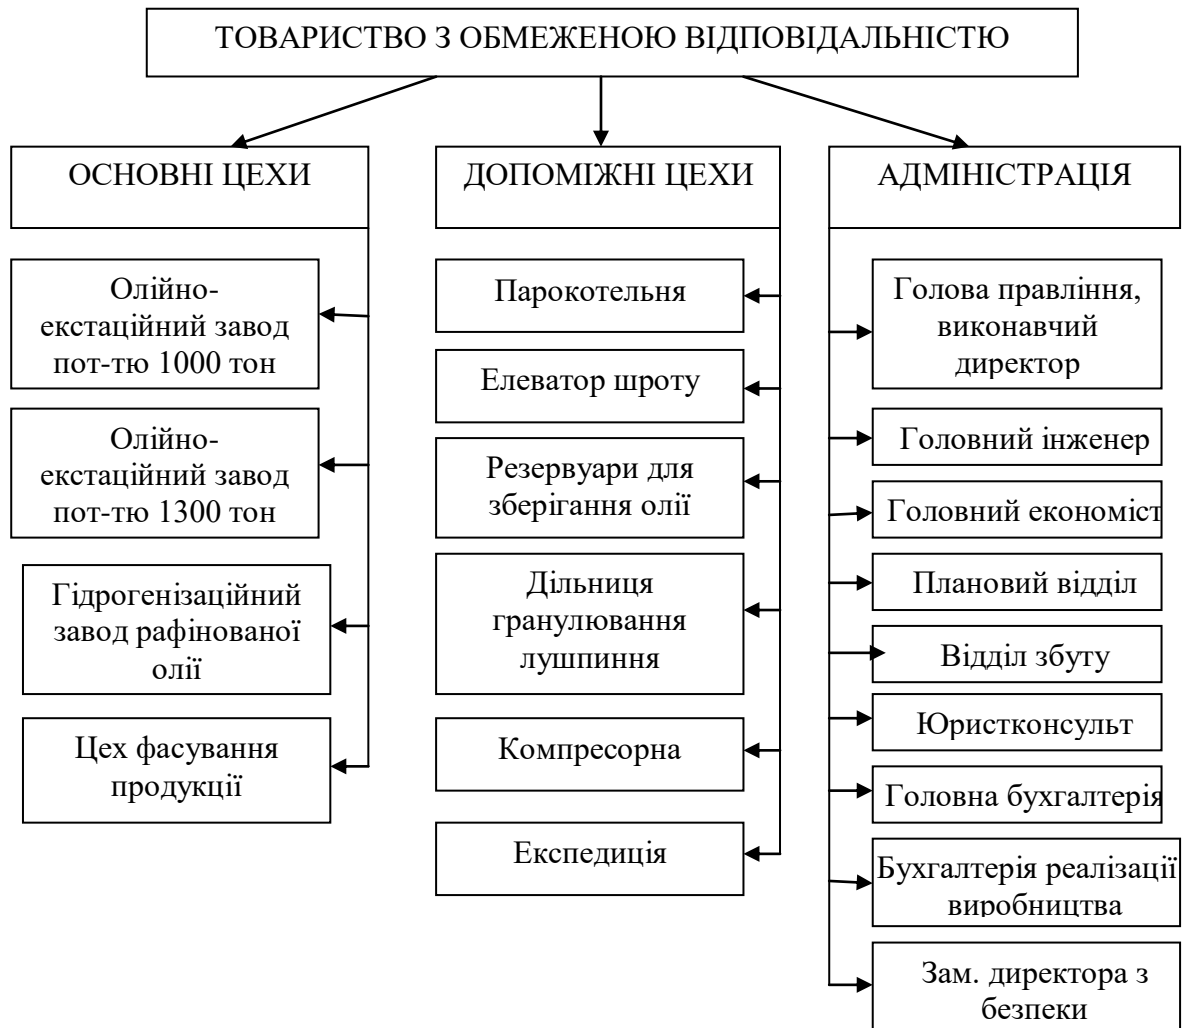 ТОВАРИСТВО З ОБМЕЖЕНОЮ ВІДПОВІДАЛЬНІСТЮ
ОСНОВНІ ЦЕХИ
Олійно-
екстаційний завод
пот-тю 1000 тон
Олійно-
екстаційний завод
пот-тю 1300 тон
Гідрогенізаційний
завод рафінованої
олії
Цех фасування
продукції
ДОПОМІЖНІ ЦЕХИ
Парокотельня
Елеватор шроту
Резервуари для
зберігання олії
Дільниця
гранулювання
лушпиння
Компресорна
Експедиція
АДМІНІСТРАЦІЯ
Голова правління,
виконавчий
директор
Головний інженер
Головний економіст
Плановий відділ
Відділ збуту
Юристконсульт
Головна бухгалтерія
Бухгалтерія реалізації
виробництва
Зам. директора з
безпеки